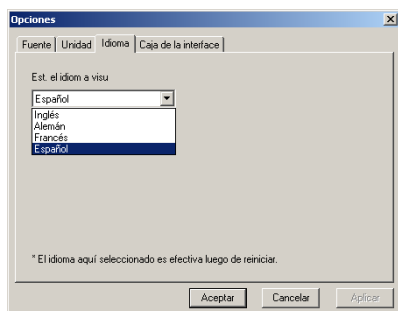 Opciones
Fuente Unidad Idioma Caja de la interface
Est. el idiom a visu
Español
Inglés
Alemán
Francés
Español
* El idioma aquí seleccionado es efectiva luego de reiniciar.
Aceptar Cancelar Aplicar